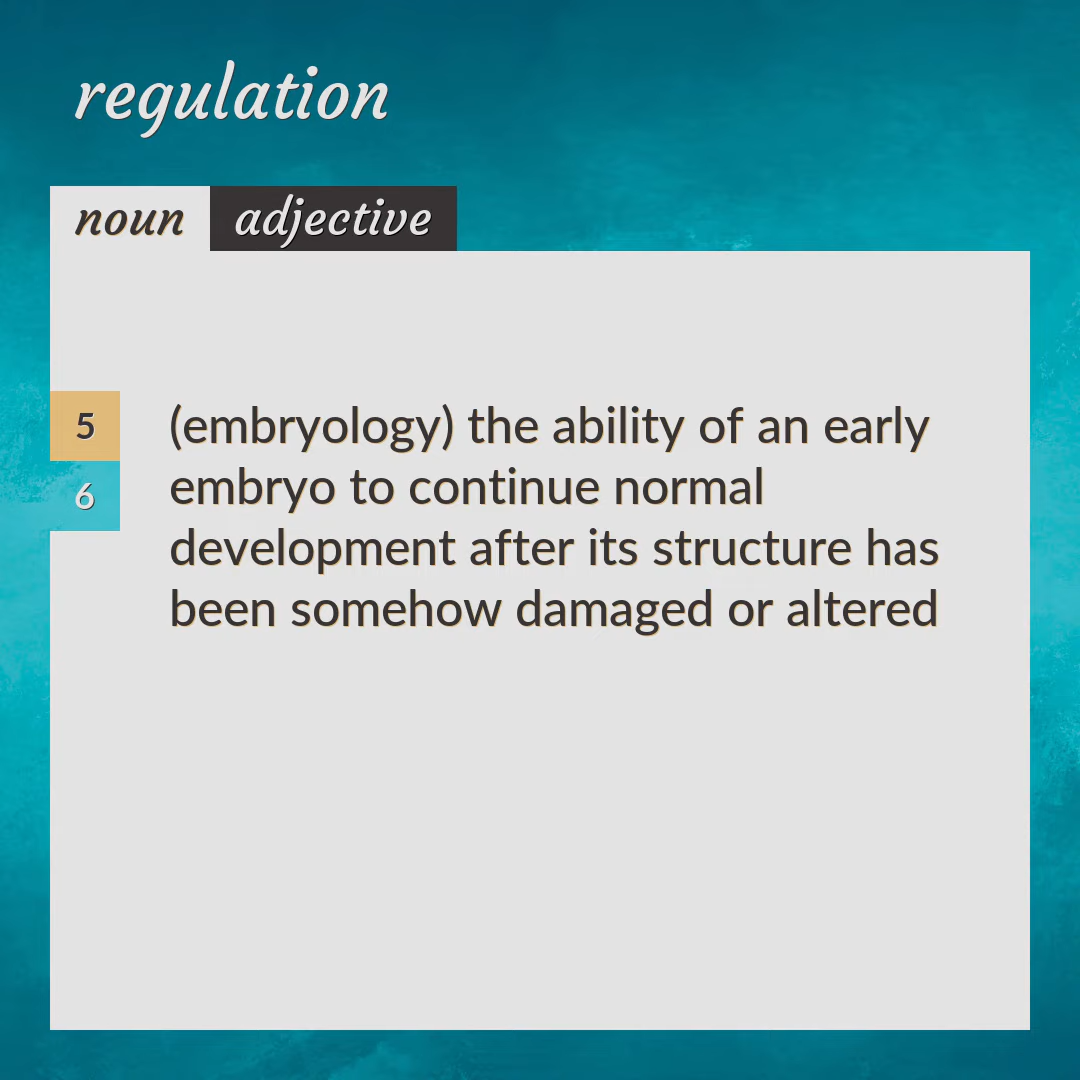 regulation
noun adjective
5 (embryology) the ability of an early
6 embryo to continue normal
development after its structure has
been somehow damaged or altered